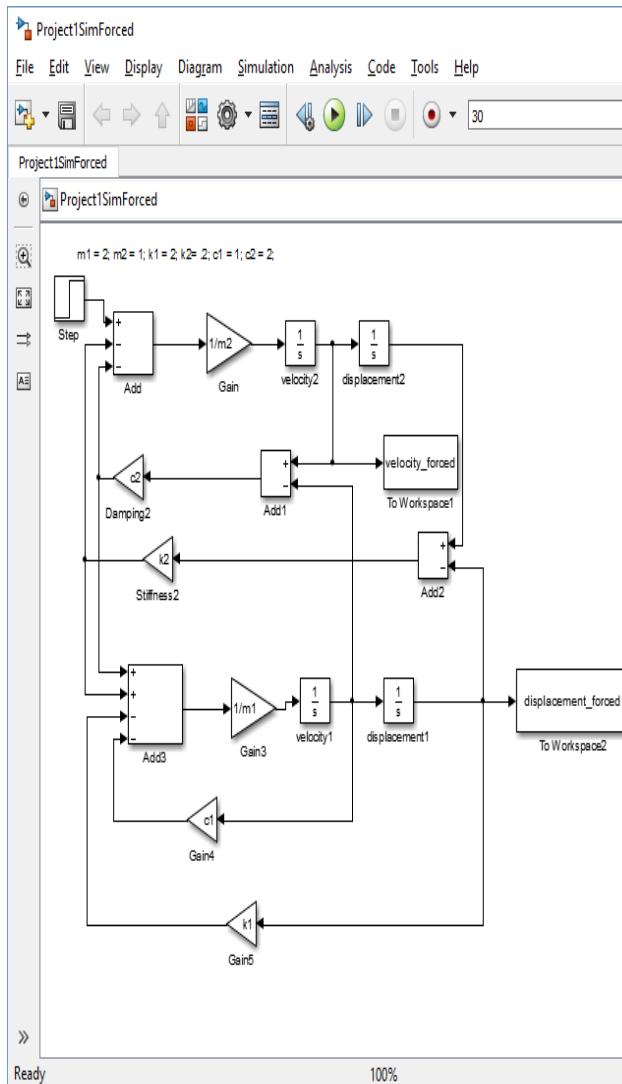 Project1SimForced
File Edit View Display Diagram Simulation Analysis Code Tools Help
30
Project1SimForced
Project1SimForced
m1 = 2; m2 = 1; k1 = 2; k2= .2; c1 = 1; c2 = 2;
Step
+
−
−
Add
1/m2
Gain
1
s
velocity2
1
s
displacement2
velocity_forced
To Workspace1
+
−
Add1
c2
Damping2
+
−
Add2
k2
Stiffness2
+
+
−
−
Add3
1/m1
Gain3
1
s
velocity1
1
s
displacement1
displacement_forced
To Workspace2
c1
Gain4
k1
Gain5
Ready 100%